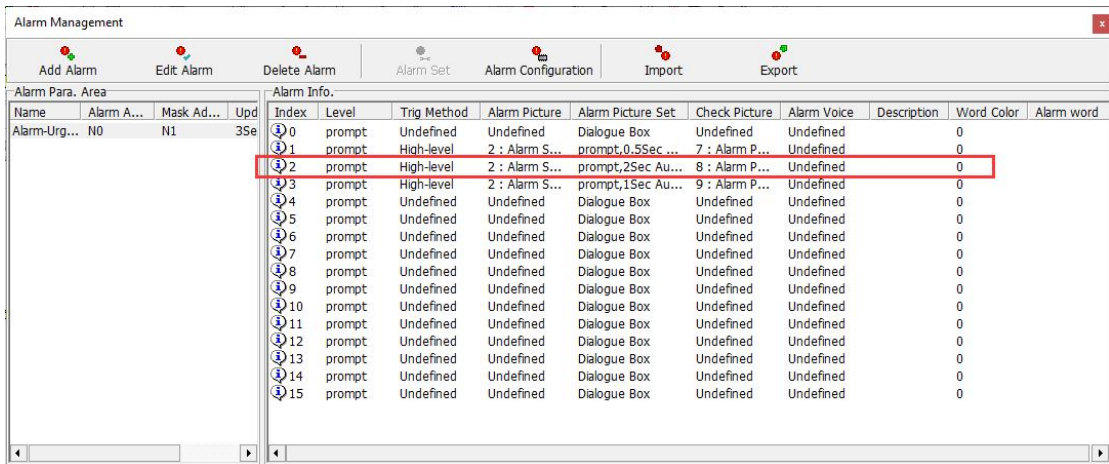 Alarm Management
x
Add Alarm Edit Alarm Delete Alarm Alarm Set Alarm Configuration Import Export
Alarm Para. Area
Name Alarm A... Mask Ad... Upd
Alarm-Urg... N0 N1 3Se
Alarm Info.
Index Level Trig Method Alarm Picture Alarm Picture Set Check Picture Alarm Voice Description Word Color Alarm word
0 prompt Undefined Undefined Dialogue Box Undefined Undefined 0
1 prompt High-level 2 : Alarm S... prompt,0.5Sec ... 7 : Alarm P... Undefined 0
2 prompt High-level 2 : Alarm S... prompt,2Sec Au... 8 : Alarm P... Undefined 0
3 prompt High-level 2 : Alarm S... prompt,1Sec Au... 9 : Alarm P... Undefined 0
4 prompt Undefined Undefined Dialogue Box Undefined Undefined 0
5 prompt Undefined Undefined Dialogue Box Undefined Undefined 0
6 prompt Undefined Undefined Dialogue Box Undefined Undefined 0
7 prompt Undefined Undefined Dialogue Box Undefined Undefined 0
8 prompt Undefined Undefined Dialogue Box Undefined Undefined 0
9 prompt Undefined Undefined Dialogue Box Undefined Undefined 0
10 prompt Undefined Undefined Dialogue Box Undefined Undefined 0
11 prompt Undefined Undefined Dialogue Box Undefined Undefined 0
12 prompt Undefined Undefined Dialogue Box Undefined Undefined 0
13 prompt Undefined Undefined Dialogue Box Undefined Undefined 0
14 prompt Undefined Undefined Dialogue Box Undefined Undefined 0
15 prompt Undefined Undefined Dialogue Box Undefined Undefined 0